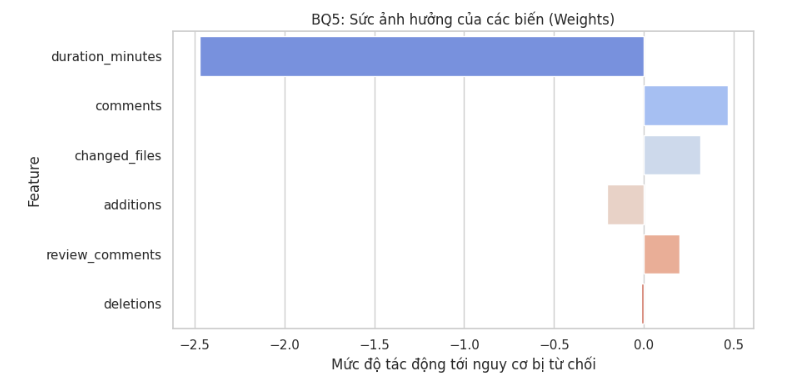 BQ5: Sức ảnh hưởng của các biến (Weights)
Feature
duration_minutes
comments
changed_files
additions
review_comments
deletions
−2.5 −2.0 −1.5 −1.0 −0.5 0.0 0.5
Mức độ tác động tới nguy cơ bị từ chối